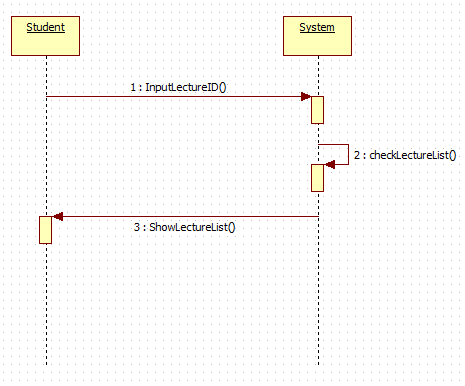 Student
System
1 : InputLectureID()
2 : checkLectureList()
3 : ShowLectureList()